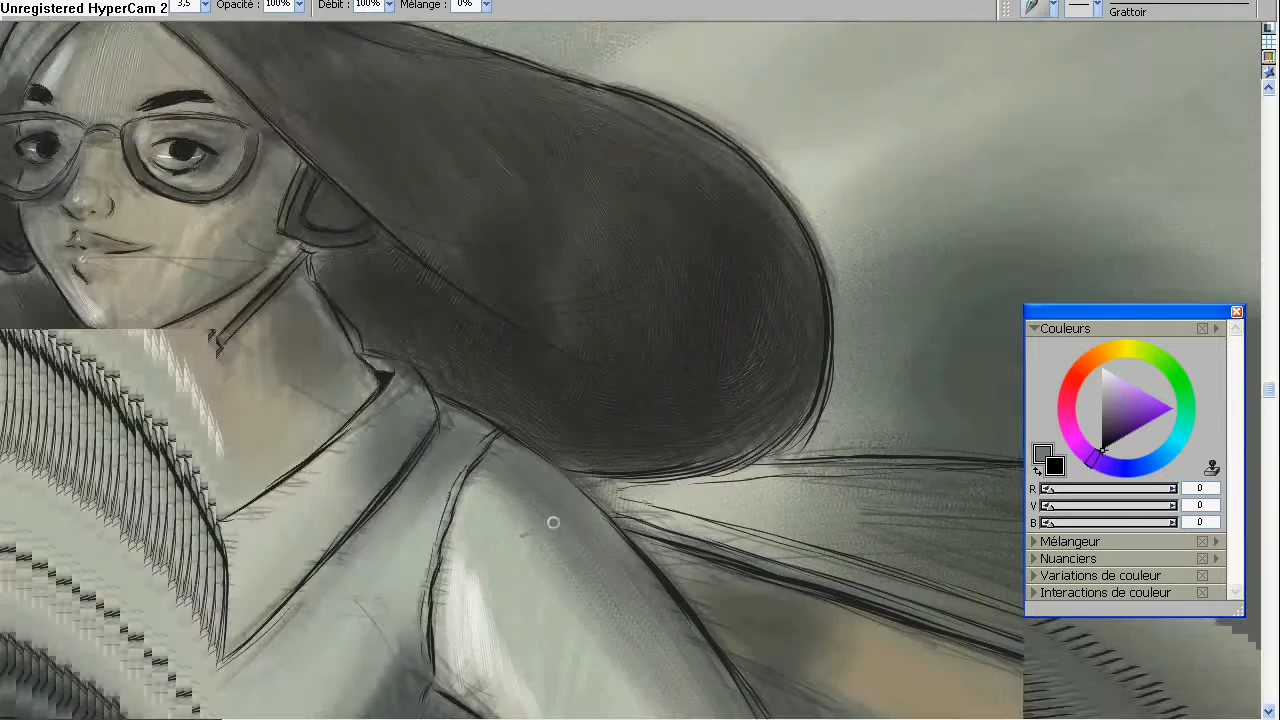 Unregistered HyperCam 2
3,5 Opacité : 100% Débit : 100% Mélange : 0%
Grattoir
Couleurs
R 0
V 0
B 0
Mélangeur
Nuanciers
Variations de couleur
Interactions de couleur